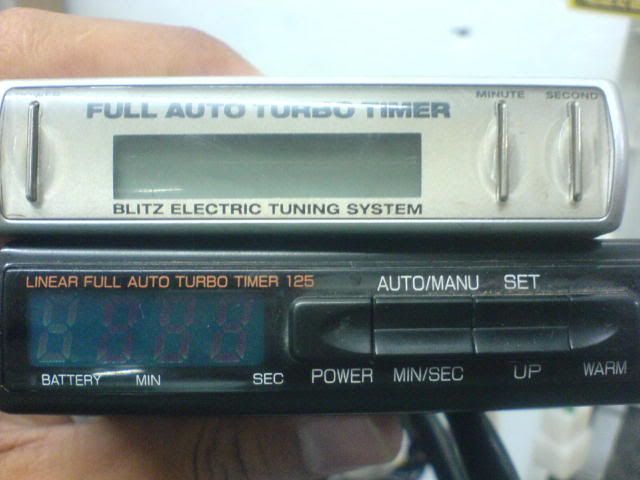 MINUTE SECOND
FULL AUTO TURBO TIMER
BLITZ ELECTRIC TUNING SYSTEM
LINEAR FULL AUTO TURBO TIMER 125
AUTO/MANU SET
BATTERY MIN SEC POWER MIN/SEC UP WARM